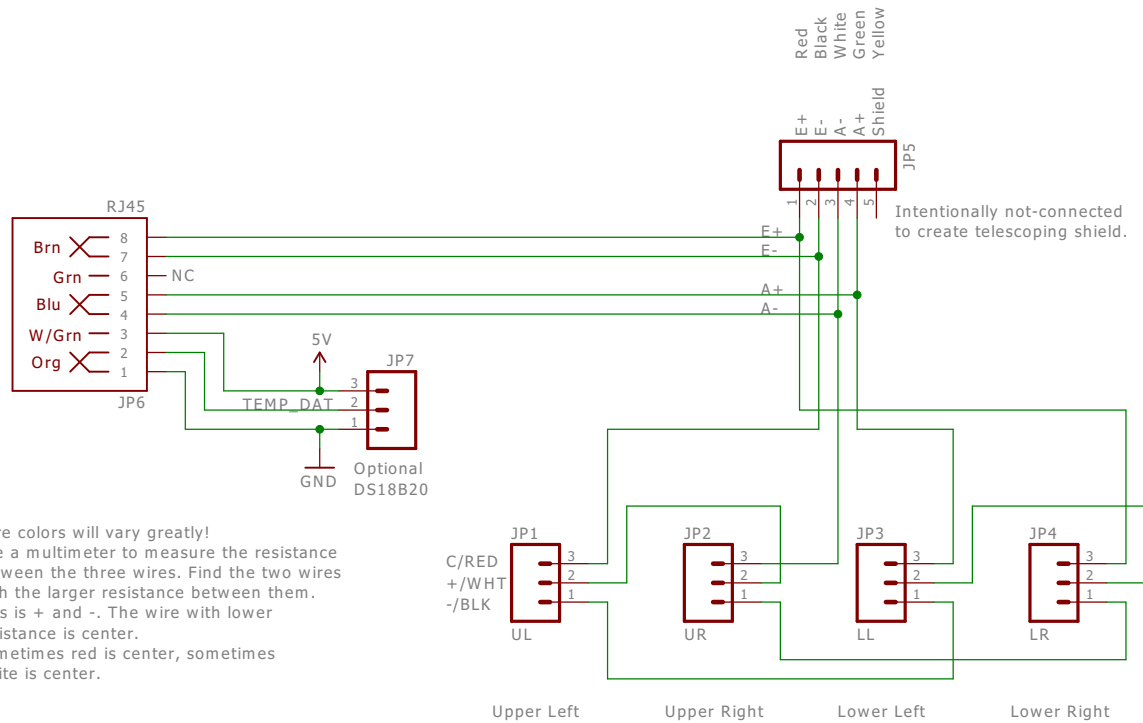 Red
Black
White
Green
Yellow
E+
E-
A-
A+
Shield
JP5
1
2
3
4
5
Intentionally not-connected
to create telescoping shield.
RJ45
Brn
8
7
Grn
6
NC
Blu
5
4
W/Grn
3
Org
2
1
JP6
E+
E-
A+
A-
5V
JP7
3
TEMP_DAT
2
1
GND
Optional
DS18B20
re colors will vary greatly!
e a multimeter to measure the resistance
ween the three wires. Find the two wires
h the larger resistance between them.
s is + and -. The wire with lower
istance is center.
metimes red is center, sometimes
ite is center.
JP1
C/RED
3
+/WHT
2
-/BLK
1
UL
JP2
3
2
1
UR
JP3
3
2
1
LL
JP4
3
2
1
LR
Upper Left
Upper Right
Lower Left
Lower Right